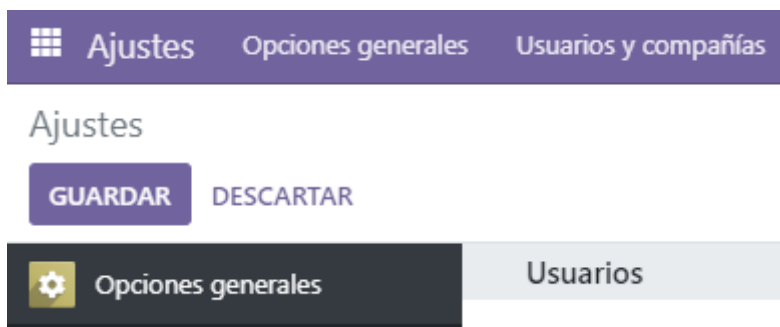 Ajustes Opciones generales Usuarios y compañías
Ajustes
GUARDAR DESCARTAR
Opciones generales Usuarios